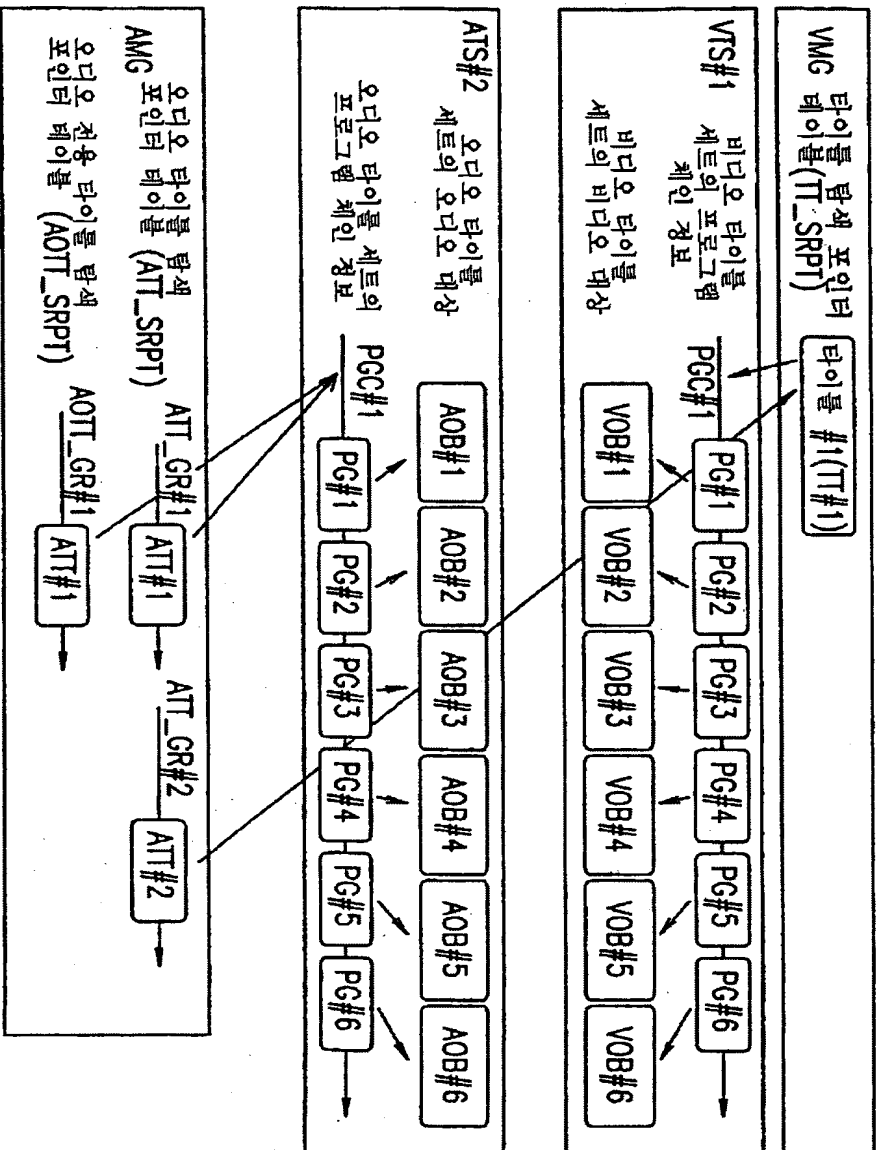 VMG 타이틀 탐색 포인터
테이블(TT_SRPT)
타이틀 #1(TT#1)
VTS#1
비디오 타이틀
세트의 프로그램
체인 정보
PGC#1
PG#1
PG#2
PG#3
PG#4
PG#5
PG#6
비디오 타이틀
세트의 비디오 대상
VOB#1
VOB#2
VOB#3
VOB#4
VOB#5
VOB#6
ATS#2
오디오 타이틀
세트의 오디오 대상
AOB#1
AOB#2
AOB#3
AOB#4
AOB#5
AOB#6
오디오 타이틀 세트의
프로그램 체인 정보
PGC#1
PG#1
PG#2
PG#3
PG#4
PG#5
PG#6
AMG
오디오 타이틀 탐색
포인터 테이블 (ATT_SRPT)
ATT_GR#1
ATT#1
ATT_GR#2
ATT#2
오디오 전용 타이틀 탐색
포인터 테이블 (AOTT_SRPT)
AOTT_GR#1
ATT#1